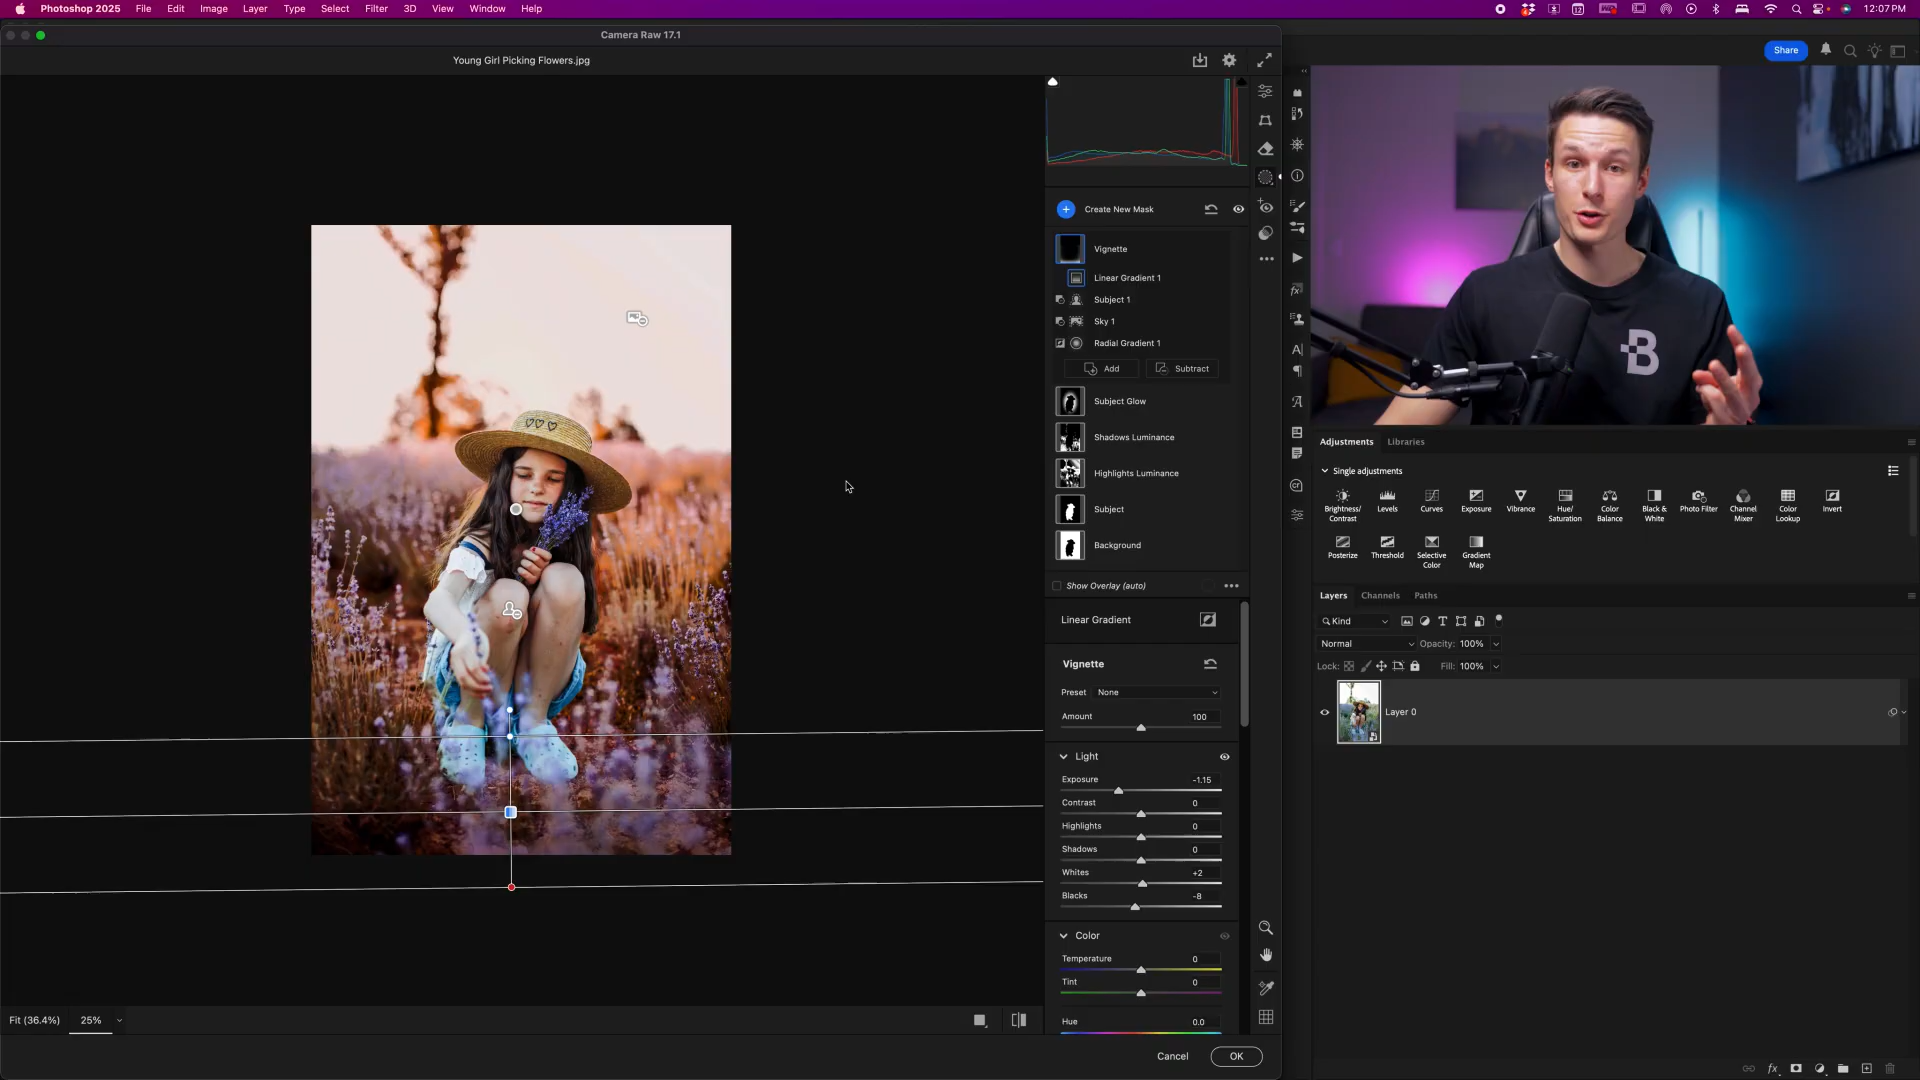 Photoshop 2025 File Edit Image Layer Type Select Filter 3D View Window Help
12:07 PM
Camera Raw 17.1
Young Girl Picking Flowers.jpg
Share
Create New Mask
Vignette
Linear Gradient 1
Subject 1
Sky 1
Radial Gradient 1
Add Subtract
Subject Glow
Shadows Luminance
Highlights Luminance
Subject
Background
Show Overlay (auto)
Linear Gradient
Vignette
Preset None
Amount 100
Light
Exposure -1.15
Contrast 0
Highlights 0
Shadows 0
Whites +2
Blacks -8
Color
Temperature 0
Tint 0
Hue 0.0
Fit (36.4%) 25%
Cancel OK
B
Adjustments Libraries
Single adjustments
Brightness/
Contrast
Levels
Curves
Exposure
Vibrance
Hue/
Saturation
Color
Balance
Black &
White
Photo Filter
Channel
Mixer
Color
Lookup
Invert
Posterize
Threshold
Selective
Color
Gradient
Map
Layers Channels Paths
Kind
Normal Opacity: 100%
Lock: Fill: 100%
Layer 0
fx